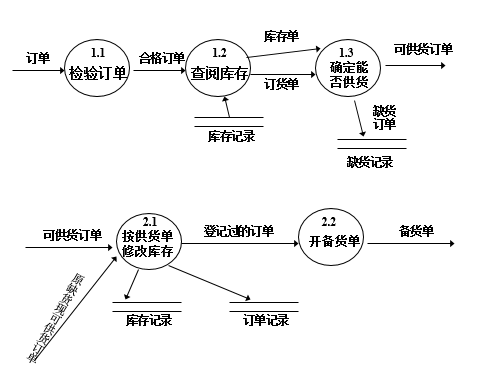 订单
1.1
检验订单
合格订单
1.2
查阅库存
库存单
订货单
1.3
确定能
否供货
可供货订单
库存记录
缺货
订单
缺货记录
可供货订单
2.1
按供货单
修改库存
登记过的订单
2.2
开备货单
备货单
原缺货现可供货订单
库存记录
订单记录